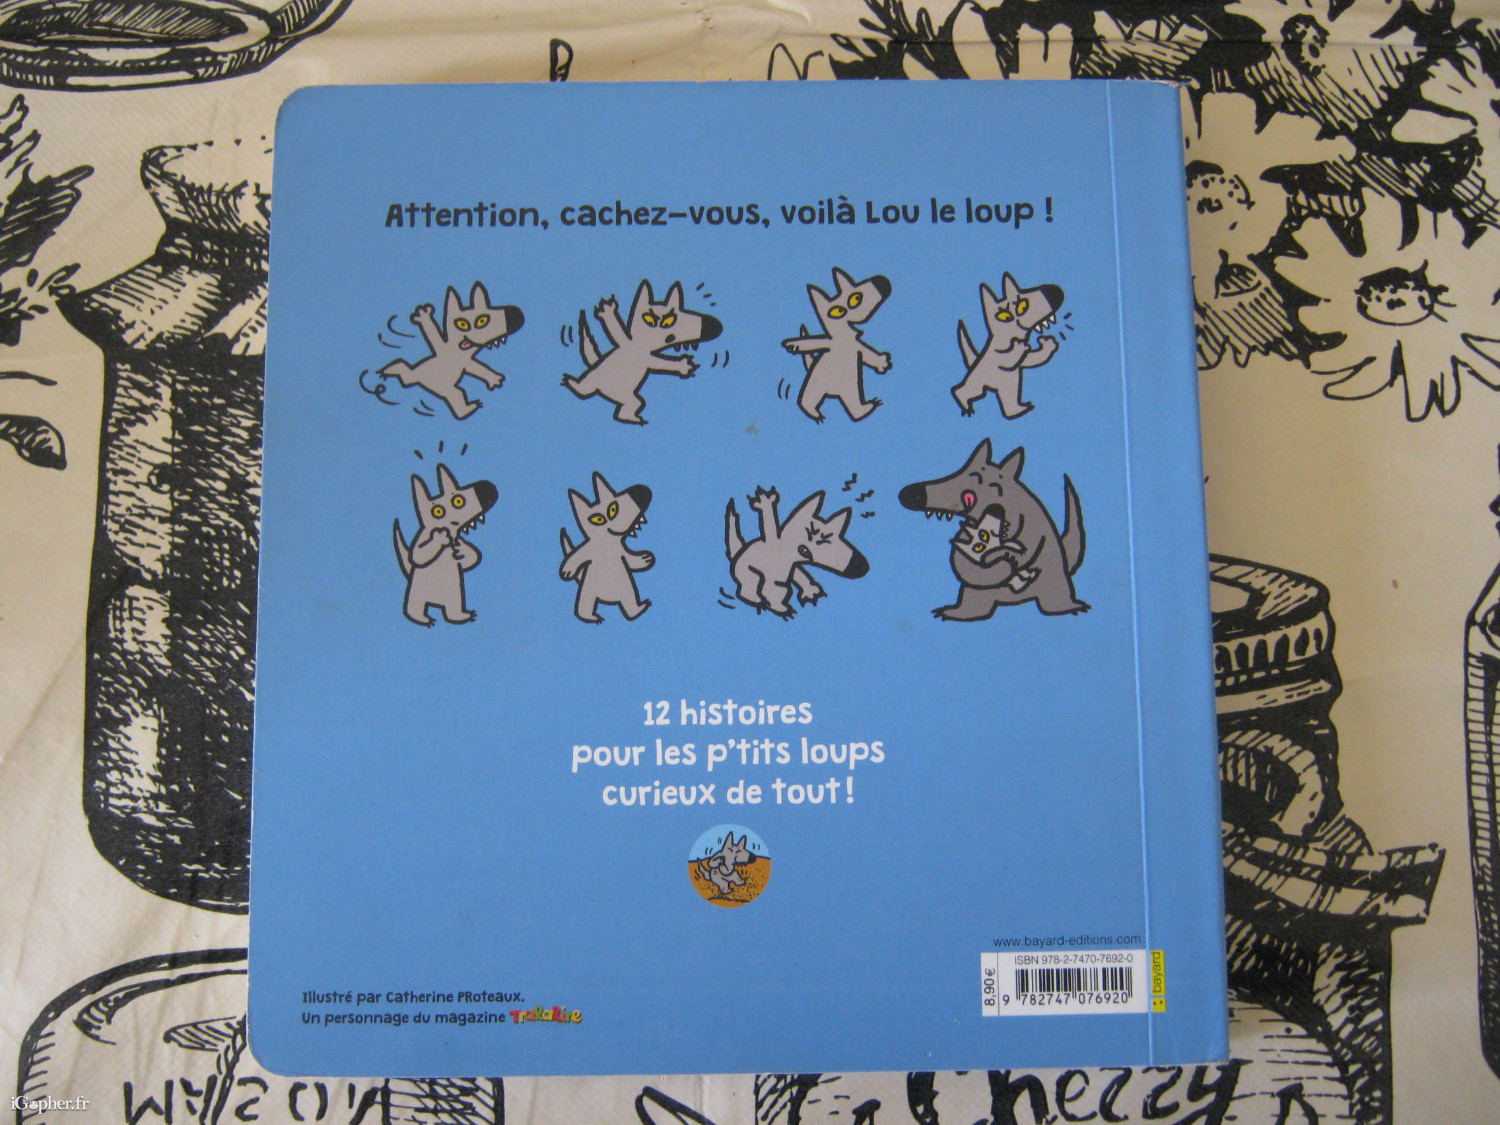 Attention, cachez-vous, voilà Lou le loup !
12 histoires
pour les p'tits loups
curieux de tout !
Illustré par Catherine PRoteaux.
Un personnage du magazine Tralalire
www.bayard-editions.com
ISBN 978-2-7470-7692-0
8,90 €
9 782747 076920
bayard
Chezzy
iGopher.fr